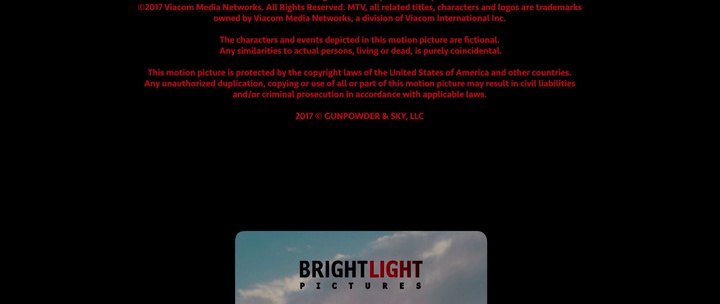 ©2017 Viacom Media Networks. All Rights Reserved. MTV, all related titles, characters and logos are trademarks
owned by Viacom Media Networks, a division of Viacom International Inc.
The characters and events depicted in this motion picture are fictional.
Any similarities to actual persons, living or dead, is purely coincidental.
This motion picture is protected by the copyright laws of the United States of America and other countries.
Any unauthorized duplication, copying or use of all or part of this motion picture may result in civil liabilities
and/or criminal prosecution in accordance with applicable laws.
2017 © GUNPOWDER & SKY, LLC
BRIGHTLIGHT
PICTURES